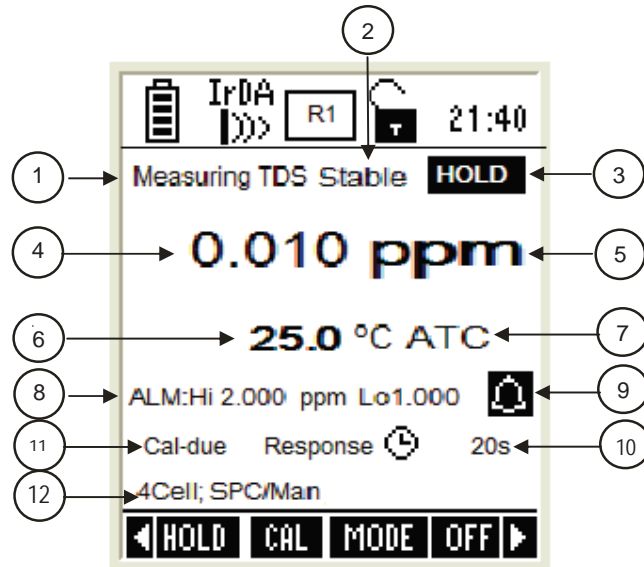 2
IrDA R1 21:40
1 Measuring TDS Stable HOLD 3
4 0.010 ppm 5
6 25.0 °C ATC 7
8 ALM:Hi 2.000 ppm Lo1.000 9
11 Cal-due Response 20s 10
12 4Cell; SPC/Man
HOLD CAL MODE OFF